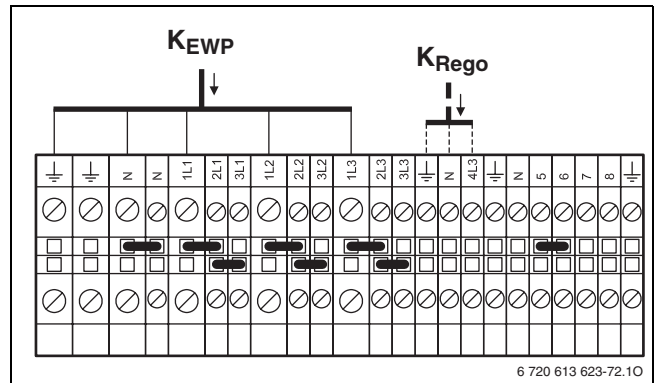 KEWP
KRego
N N 1L1 2L1 3L1 1L2 2L2 3L2 1L3 2L3 3L3 N 4L3 N 5 6 7 8
6 720 613 623-72.1O